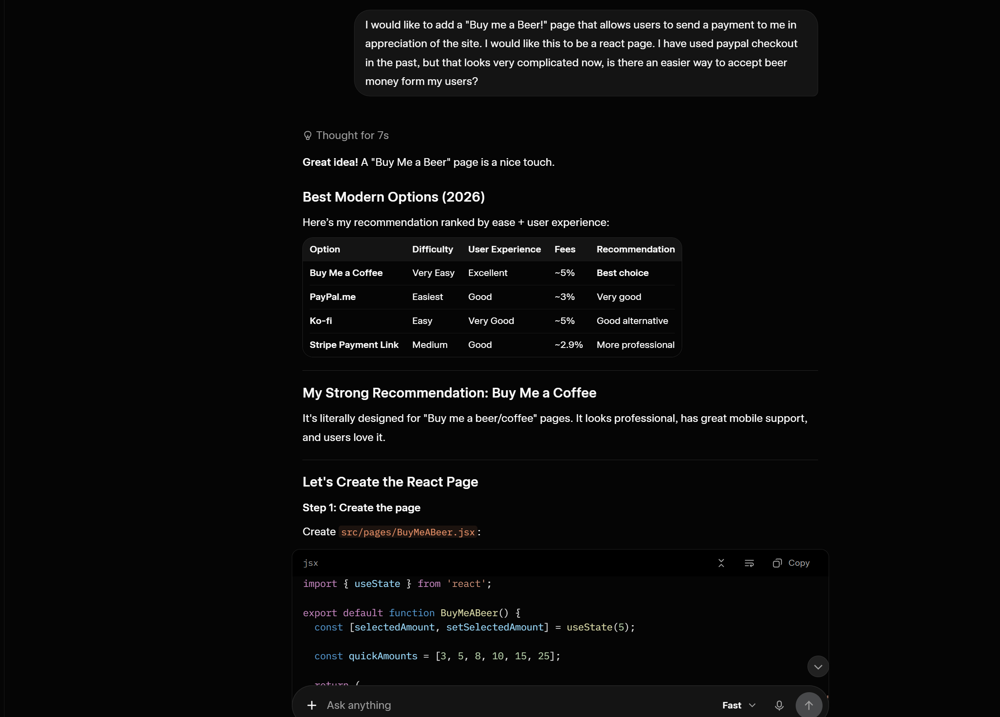 I would like to add a "Buy me a Beer!" page that allows users to send a payment to me in
appreciation of the site. I would like this to be a react page. I have used paypal checkout
in the past, but that looks very complicated now, is there an easier way to accept beer
money form my users?
Thought for 7s
Great idea! A "Buy Me a Beer" page is a nice touch.
Best Modern Options (2026)
Here’s my recommendation ranked by ease + user experience:
Option Difficulty User Experience Fees Recommendation
Buy Me a Coffee Very Easy Excellent ~5% Best choice
PayPal.me Easiest Good ~3% Very good
Ko-fi Easy Very Good ~5% Good alternative
Stripe Payment Link Medium Good ~2.9% More professional
My Strong Recommendation: Buy Me a Coffee
It's literally designed for "Buy me a beer/coffee" pages. It looks professional, has great mobile support,
and users love it.
Let's Create the React Page
Step 1: Create the page
Create src/pages/BuyMeABeer.jsx:
jsx Copy
import { useState } from 'react';
export default function BuyMeABeer() {
const [selectedAmount, setSelectedAmount] = useState(5);
const quickAmounts = [3, 5, 8, 10, 15, 25];
return (
Ask anything Fast